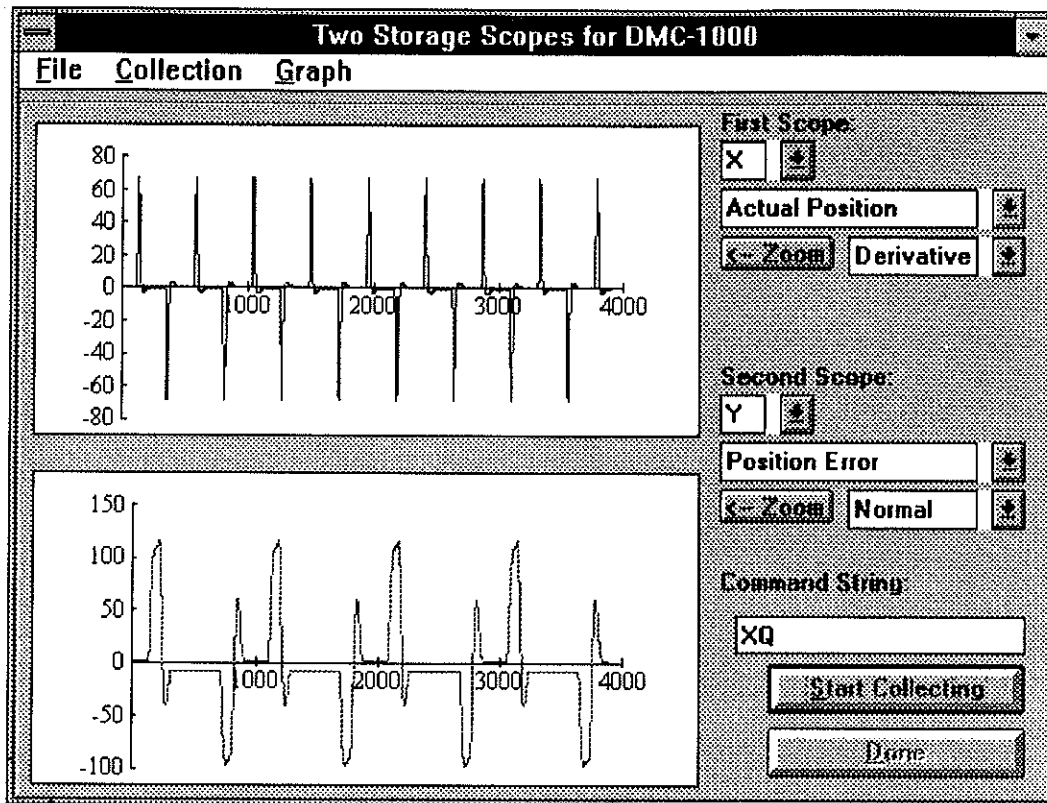 Two Storage Scopes for DMC-1000
File Collection Graph
80
60
40
20
0
-20
-40
-60
-80
1000 2000 3000 4000
First Scope:
X
Actual Position
<-- Zoom Derivative
150
100
50
0
-50
-100
1000 2000 3000 4000
Second Scope:
Y
Position Error
<-- Zoom Normal
Command String
XQ
Start Collecting
Done